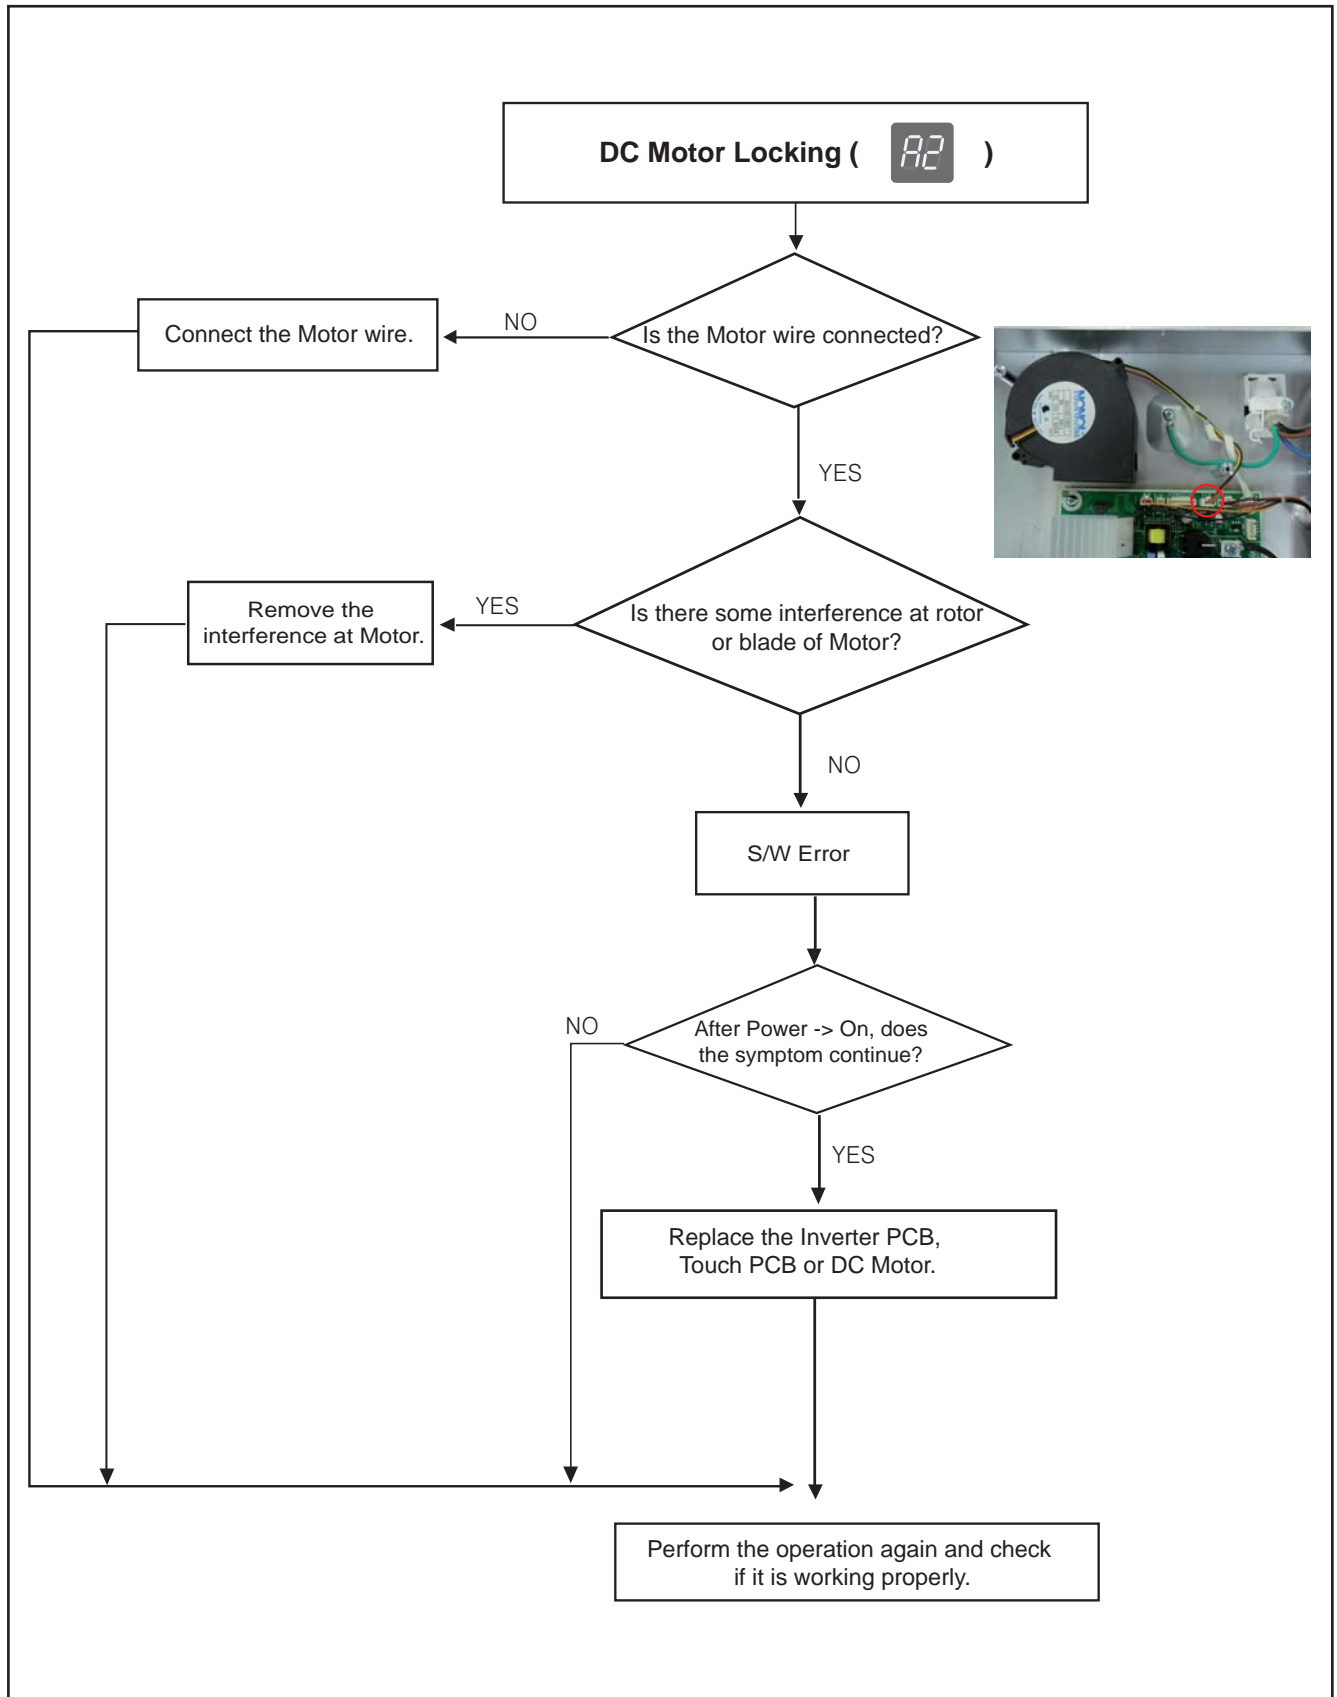 DC Motor Locking ( A2 )
Is the Motor wire connected?
NO
Connect the Motor wire.
YES
Is there some interference at rotor
or blade of Motor?
YES
Remove the
interference at Motor.
NO
S/W Error
After Power -> On, does
the symptom continue?
NO
YES
Replace the Inverter PCB,
Touch PCB or DC Motor.
Perform the operation again and check
if it is working properly.